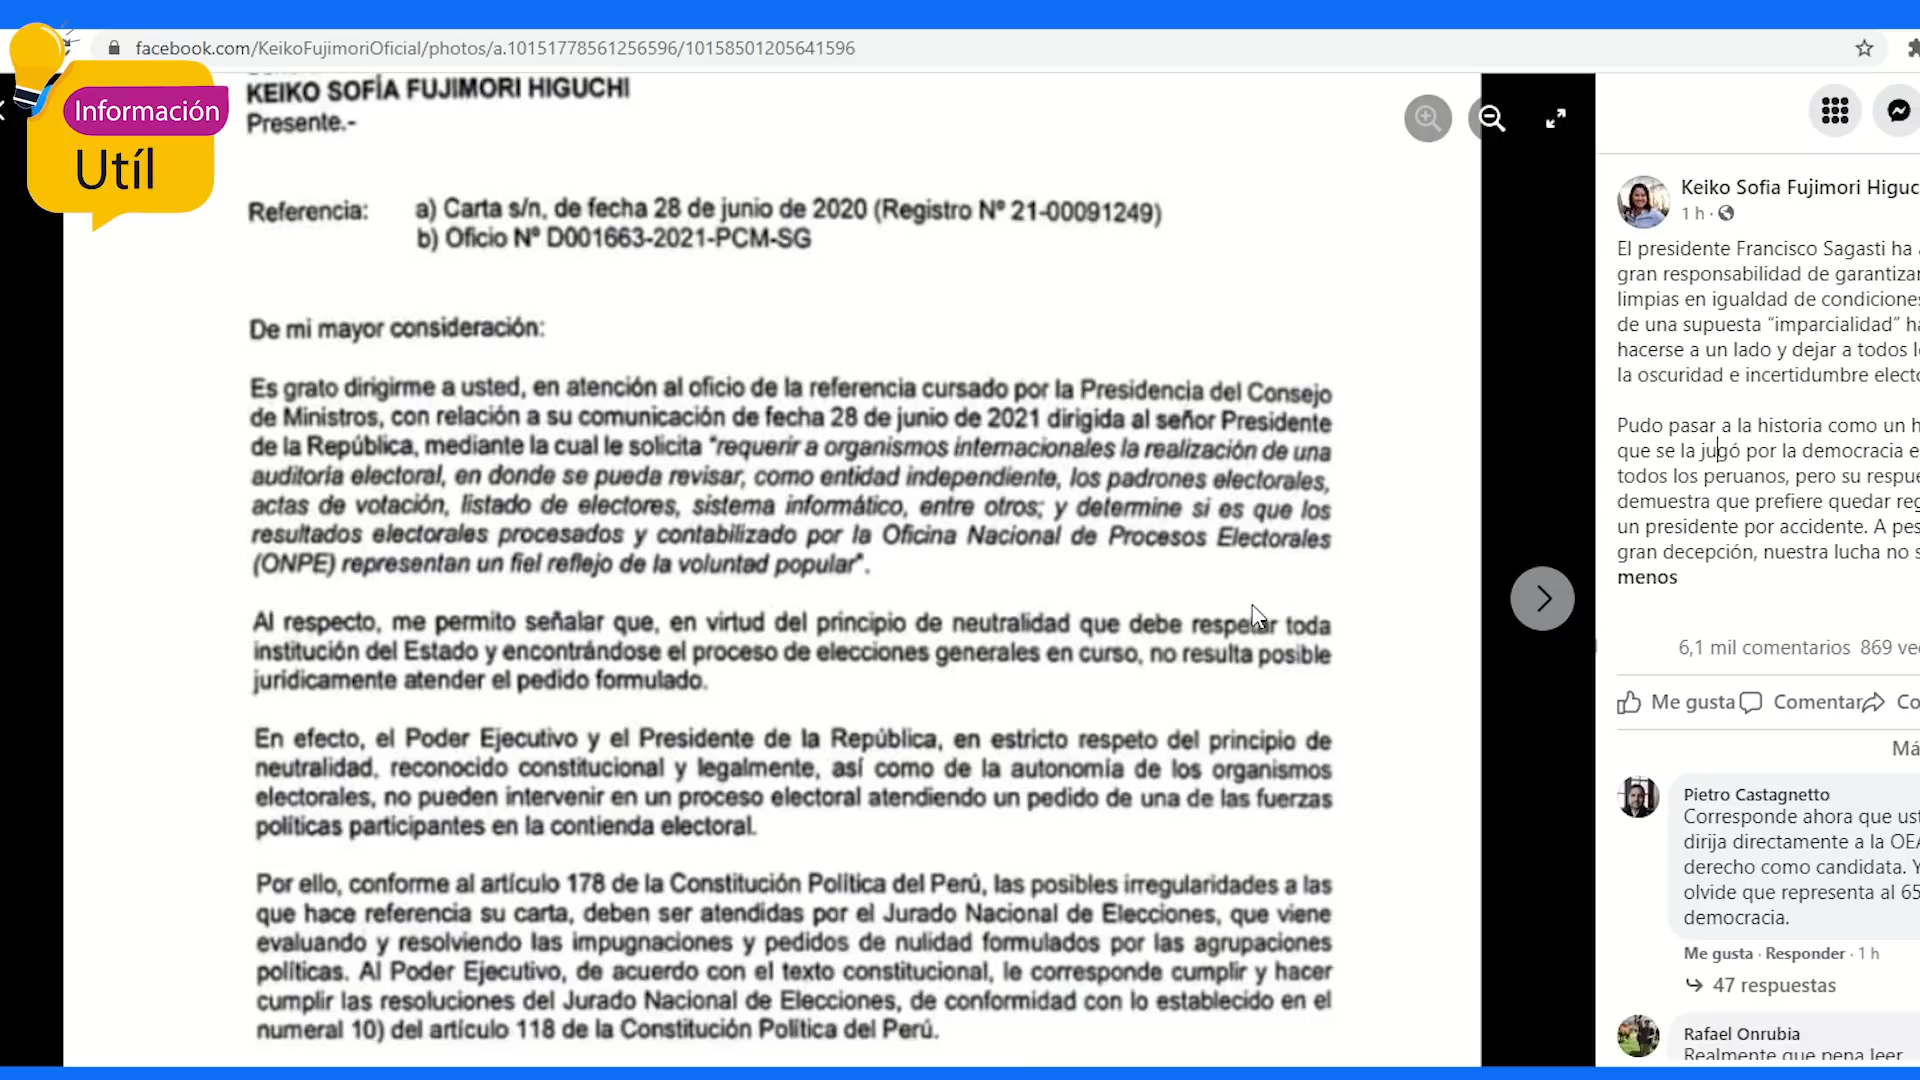 facebook.com/KeikoFujimoriOficial/photos/a.10151778561256596/10158501205641596
Información
Utíl
KEIKO SOFÍA FUJIMORI HIGUCHI
Presente.-
Referencia: a) Carta s/n, de fecha 28 de junio de 2020 (Registro Nº 21-00091249)
b) Oficio Nº D001663-2021-PCM-SG
De mi mayor consideración:
Es grato dirigirme a usted, en atención al oficio de la referencia cursado por la Presidencia del Consejo
de Ministros, con relación a su comunicación de fecha 28 de junio de 2021 dirigida al señor Presidente
de la República, mediante la cual le solicita "requerir a organismos internacionales la realización de una
auditoría electoral, en donde se pueda revisar, como entidad independiente, los padrones electorales,
actas de votación, listado de electores, sistema informático, entre otros; y determine si es que los
resultados electorales procesados y contabilizado por la Oficina Nacional de Procesos Electorales
(ONPE) representan un fiel reflejo de la voluntad popular".
Al respecto, me permito señalar que, en virtud del principio de neutralidad que debe respetar toda
institución del Estado y encontrándose el proceso de elecciones generales en curso, no resulta posible
jurídicamente atender el pedido formulado.
En efecto, el Poder Ejecutivo y el Presidente de la República, en estricto respeto del principio de
neutralidad, reconocido constitucional y legalmente, así como de la autonomía de los organismos
electorales, no pueden intervenir en un proceso electoral atendiendo un pedido de una de las fuerzas
políticas participantes en la contienda electoral.
Por ello, conforme al artículo 178 de la Constitución Política del Perú, las posibles irregularidades a las
que hace referencia su carta, deben ser atendidas por el Jurado Nacional de Elecciones, que viene
evaluando y resolviendo las impugnaciones y pedidos de nulidad formulados por las agrupaciones
políticas. Al Poder Ejecutivo, de acuerdo con el texto constitucional, le corresponde cumplir y hacer
cumplir las resoluciones del Jurado Nacional de Elecciones, de conformidad con lo establecido en el
numeral 10) del artículo 118 de la Constitución Política del Perú.
Keiko Sofia Fujimori Higuc
1 h
El presidente Francisco Sagasti ha
gran responsabilidad de garantizar
limpias en igualdad de condiciones
de una supuesta "imparcialidad" ha
hacerse a un lado y dejar a todos
la oscuridad e incertidumbre electo
Pudo pasar a la historia como un h
que se la jugó por la democracia e
todos los peruanos, pero su respue
demuestra que prefiere quedar reg
un presidente por accidente. A pes
gran decepción, nuestra lucha no s
menos
6,1 mil comentarios 869 vec
Me gusta Comentar Co
Má
Pietro Castagnetto
Corresponde ahora que ust
dirija directamente a la OEA
derecho como candidata. Y
olvide que representa al 65
democracia.
Me gusta · Responder · 1 h
47 respuestas
Rafael Onrubia
Realmente que pena leer